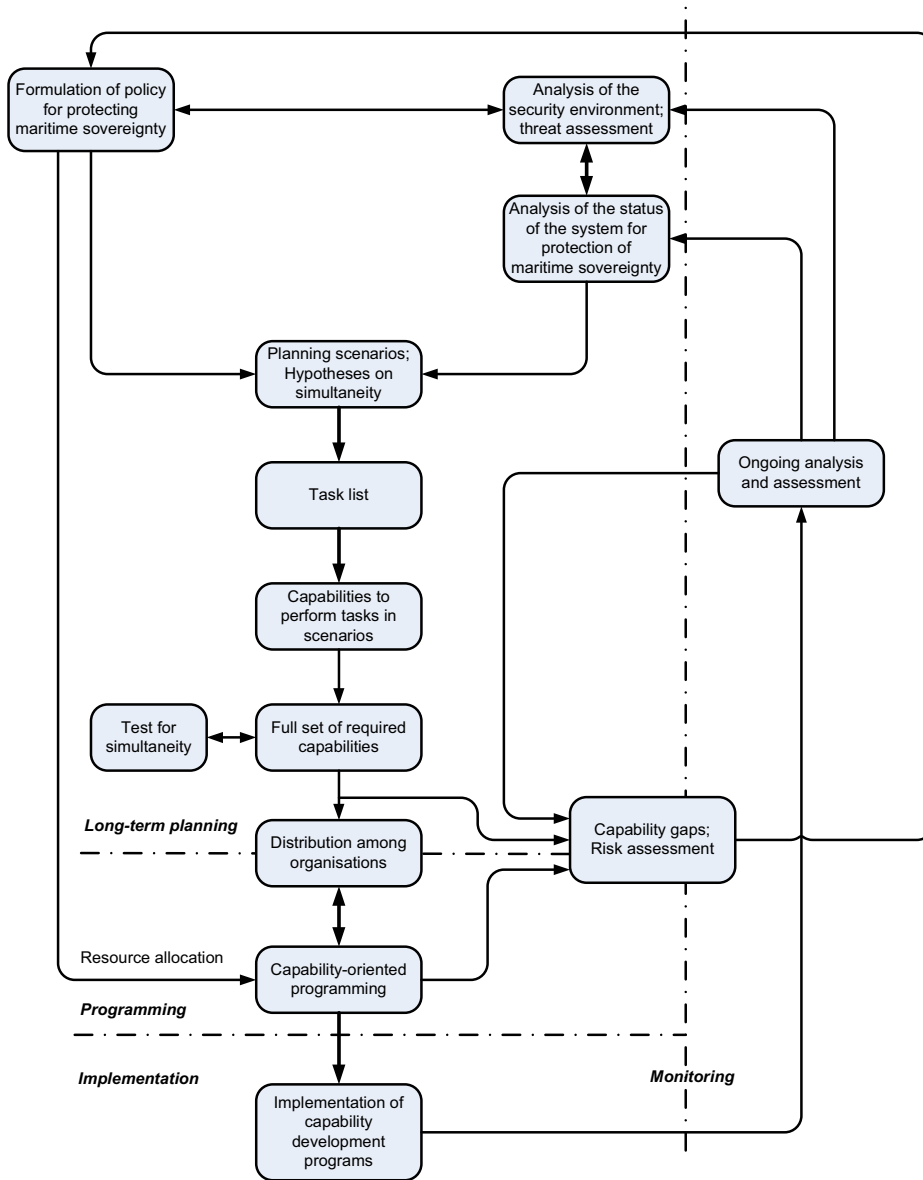 Formulation of policy
for protecting
maritime sovereignty
Analysis of the
security environment;
threat assessment
Analysis of the status
of the system for
protection of
maritime sovereignty
Planning scenarios;
Hypotheses on
simultaneity
Ongoing analysis
and assessment
Task list
Capabilities to
perform tasks in
scenarios
Test for
simultaneity
Full set of required
capabilities
Long-term planning
Distribution among
organisations
Capability gaps;
Risk assessment
Resource allocation
Capability-oriented
programming
Programming
Implementation
Monitoring
Implementation of
capability
development
programs